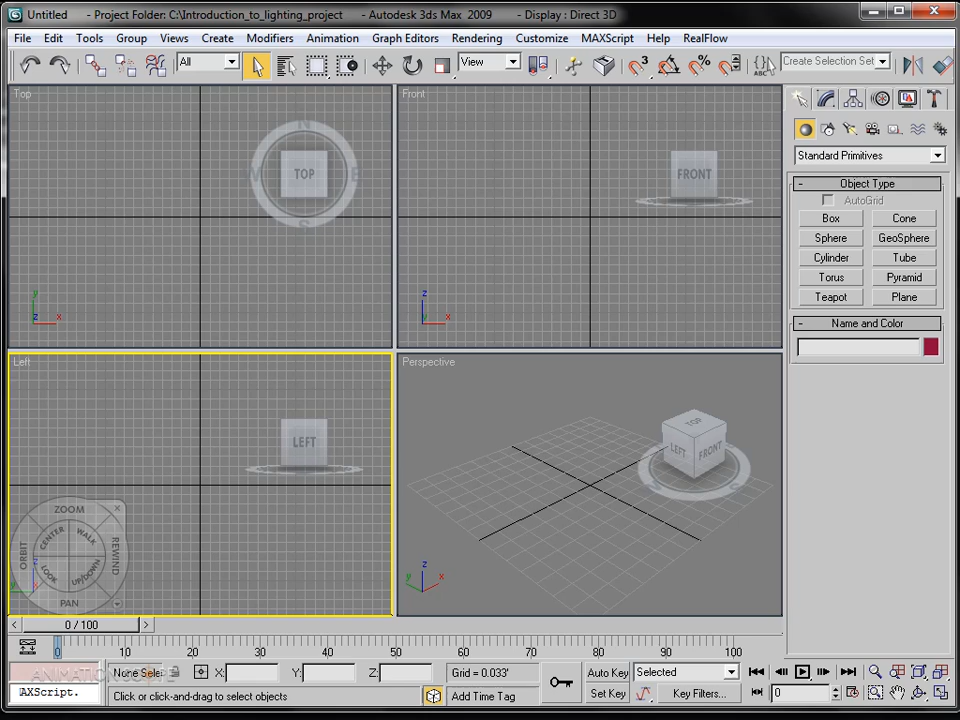 Untitled - Project Folder: C:\Introduction_to_lighting_project - Autodesk 3ds Max 2009 - Display : Direct 3D
File Edit Tools Group Views Create Modifiers Animation Graph Editors Rendering Customize MAXScript Help RealFlow
All View 3 % ABC Create Selection Set
Top
N
W TOP E
S
y
z x
Front
FRONT
z
y x
Standard Primitives
- Object Type
AutoGrid
Box Cone
Sphere GeoSphere
Cylinder Tube
Torus Pyramid
Teapot Plane
- Name and Color
Left
LEFT
ZOOM
CENTER WALK
ORBIT REWIND
LOOK UP/DOWN
PAN
Perspective
TOP
LEFT FRONT
z
y x
< 0 / 100 >
0 10 20 30 40 50 60 70 80 90 100
ANIMATION
None Sele X: Y: Z: Grid = 0.033' Auto Key Selected
AXScript. Click or click-and-drag to select objects Add Time Tag Set Key Key Filters... 0